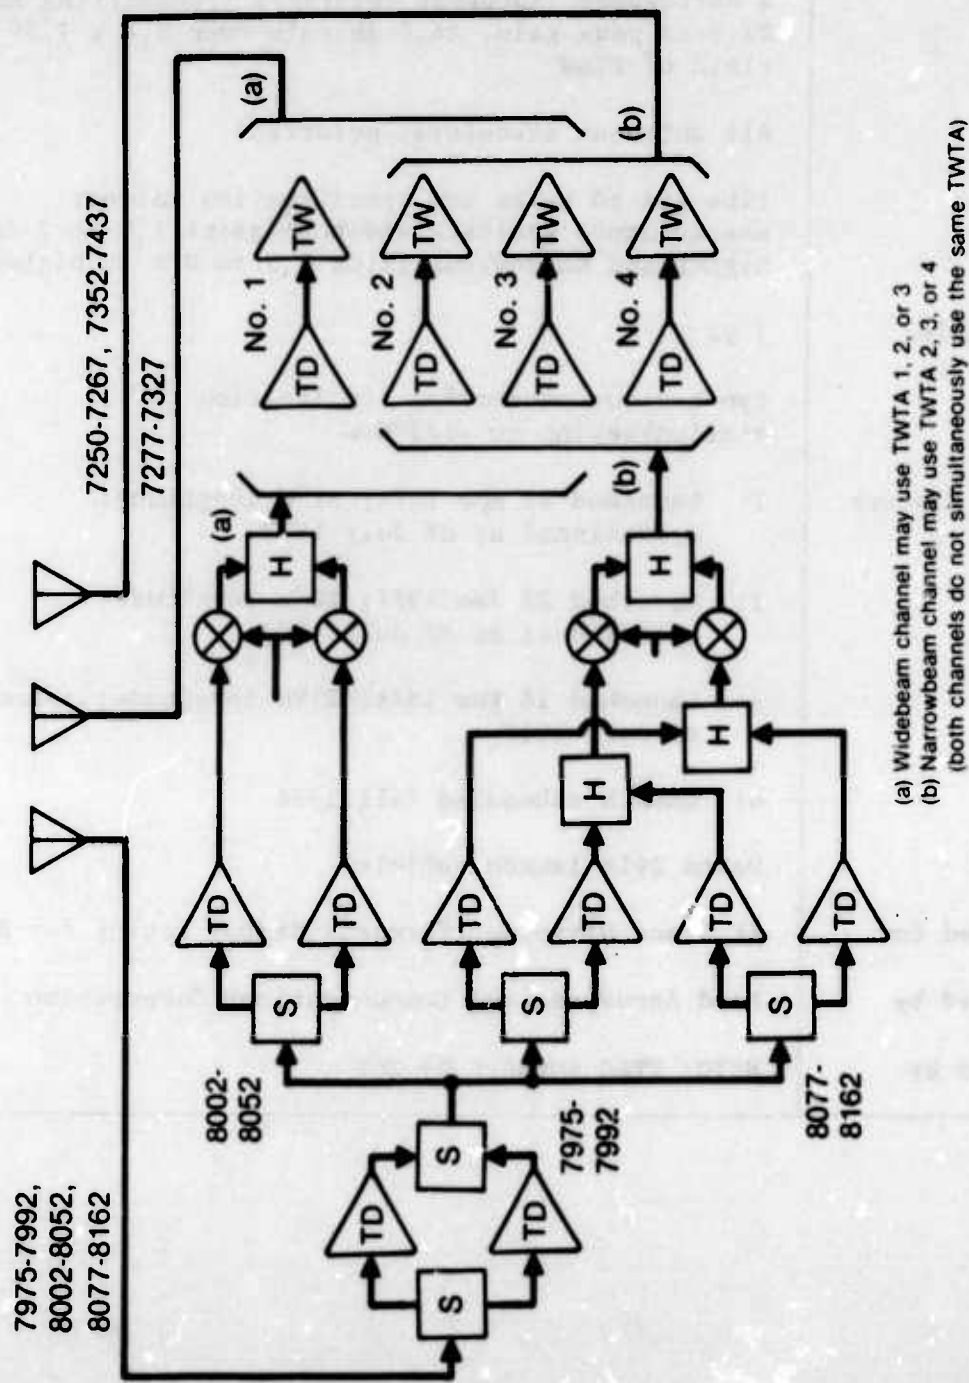 7250-7267, 7352-7437
7277-7327
7975-7992,
8002-8052,
8077-8162
(a)
(b)
TW
TW
TW
TW
No. 1
No. 2
No. 3
No. 4
TD
TD
TD
TD
(a)
(b)
H
H
H
H
TD
TD
TD
TD
TD
TD
S
S
S
8002-
8052
7975-
7992
8077-
8162
S
TD
TD
S
(a) Widebeam channel may use TWTA 1, 2, or 3
(b) Narrowbeam channel may use TWTA 2, 3, or 4
(both channels do not simultaneously use the same TWTA)